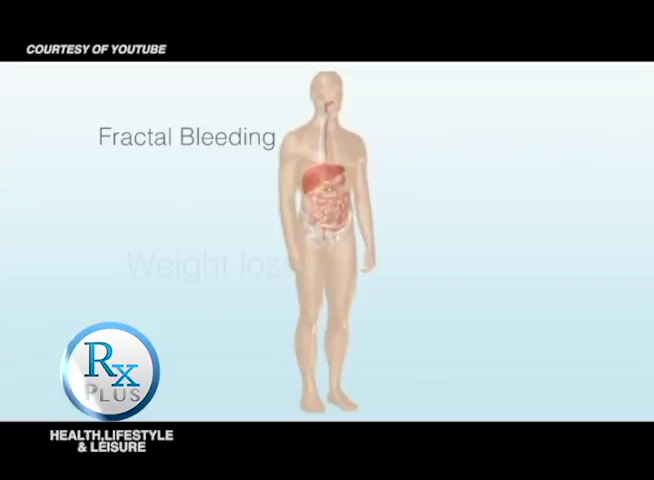 COURTESY OF YOUTUBE
Fractal Bleeding
Weight loss
Rx
PLUS
HEALTH,LIFESTYLE
& LEISURE